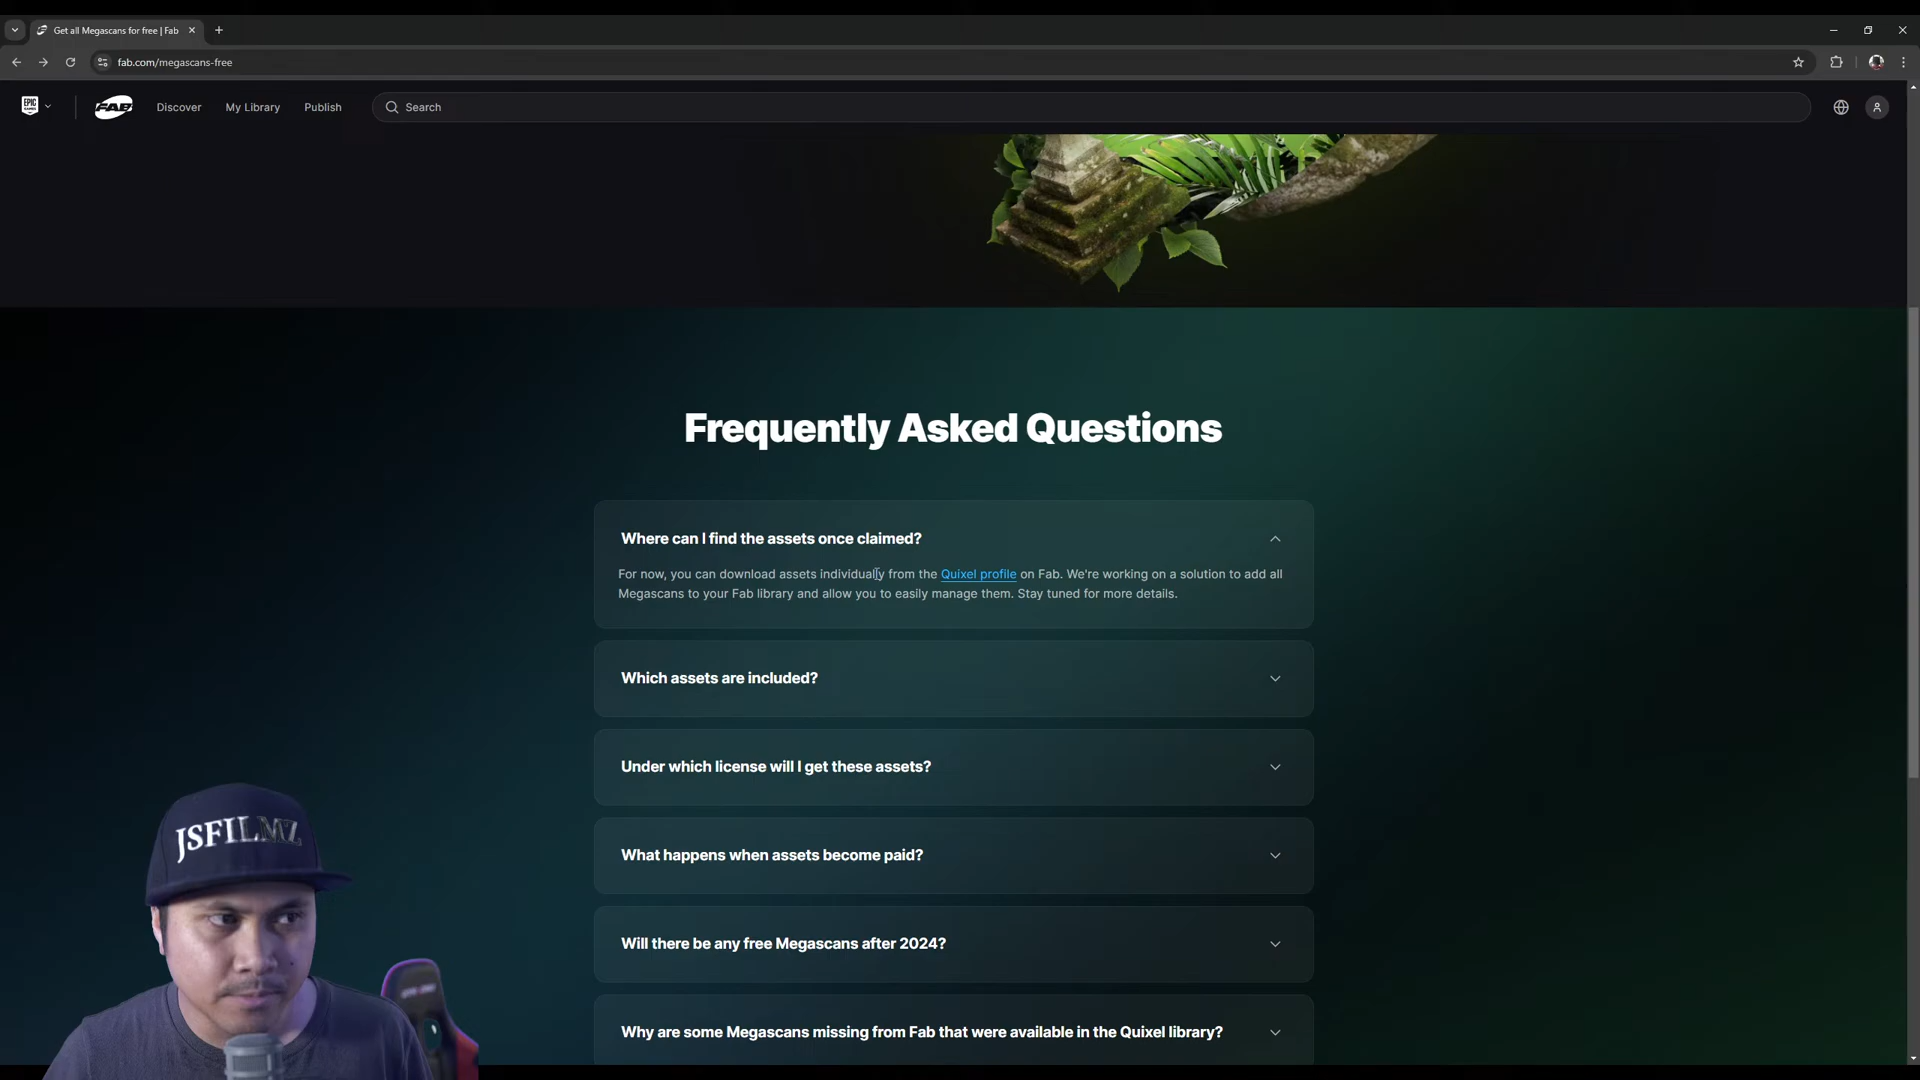 Get all Megascans for free | Fab
fab.com/megascans-free
EPIC GAMES
FAB
Discover
My Library
Publish
Search
Frequently Asked Questions
Where can I find the assets once claimed?
For now, you can download assets individually from the Quixel profile on Fab. We're working on a solution to add all
Megascans to your Fab library and allow you to easily manage them. Stay tuned for more details.
Which assets are included?
Under which license will I get these assets?
What happens when assets become paid?
Will there be any free Megascans after 2024?
Why are some Megascans missing from Fab that were available in the Quixel library?
JSFILMZ